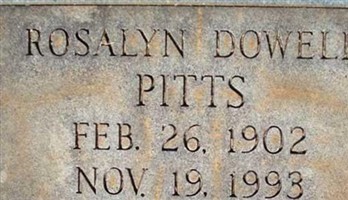 ROSALYN DOWELL
PITTS
FEB. 26, 1902
NOV. 19, 1993